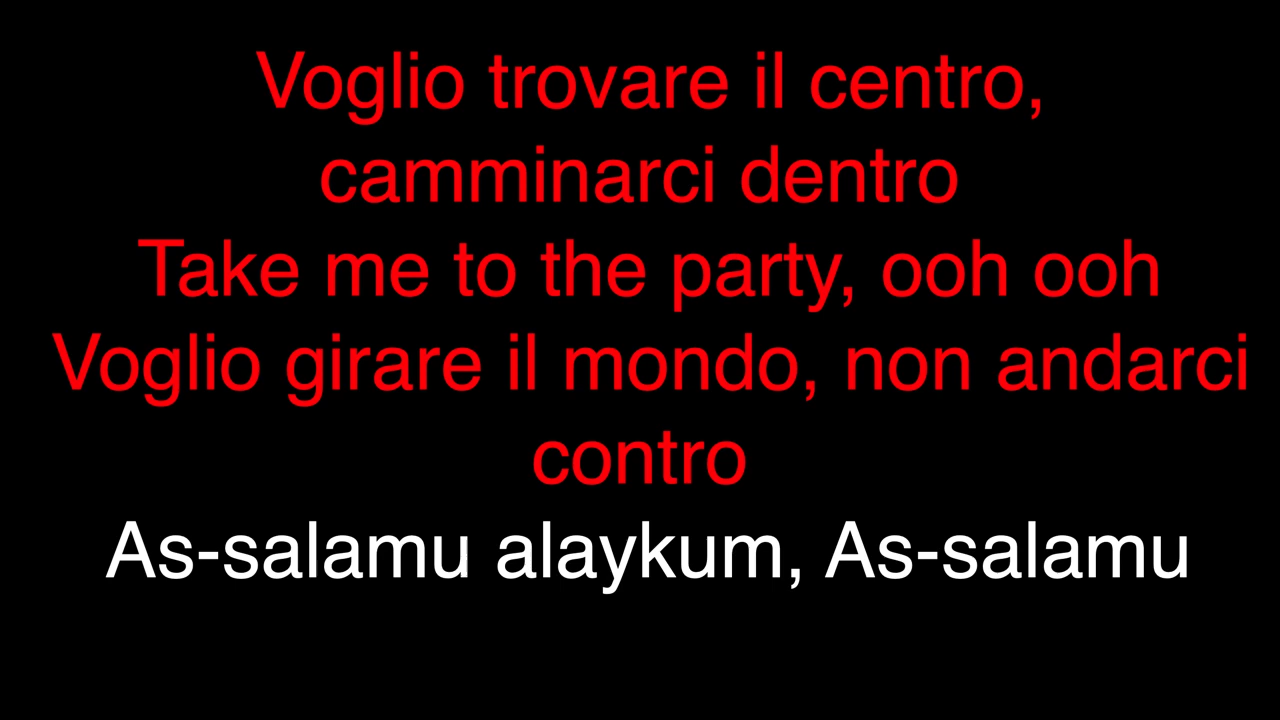 Voglio trovare il centro,
camminarci dentro
Take me to the party, ooh ooh
Voglio girare il mondo, non andarci
contro
As-salamu alaykum, As-salamu